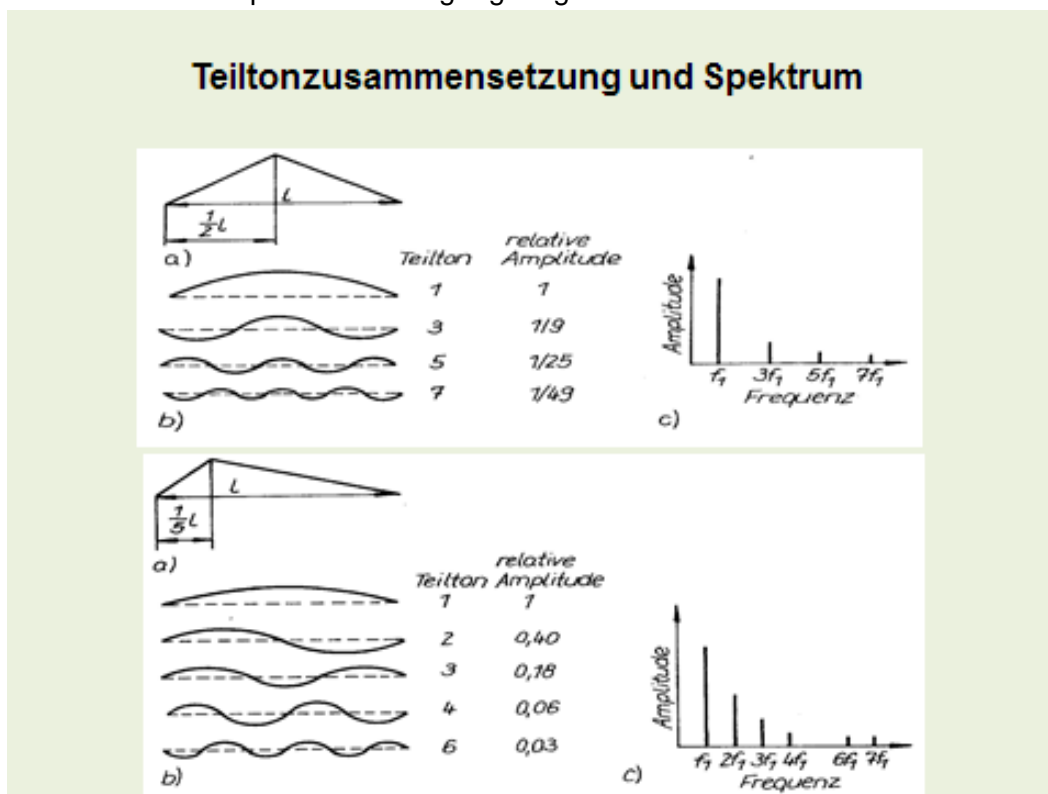 Teiltonzusammensetzung und Spektrum
l
1/2 l
a)
Teilton relative Amplitude
1 1
3 1/9
5 1/25
7 1/49
b)
Amplitude
f₁ 3f₁ 5f₁ 7f₁
Frequenz
c)
l
1/5 l
a)
Teilton relative Amplitude
1 1
2 0,40
3 0,18
4 0,06
6 0,03
b)
Amplitude
f₁ 2f₁ 3f₁ 4f₁ 6f₁ 7f₁
Frequenz
c)